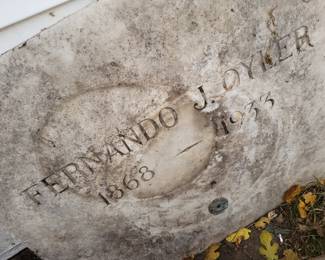 FERNANDO J. OYLER
1868 – 1933